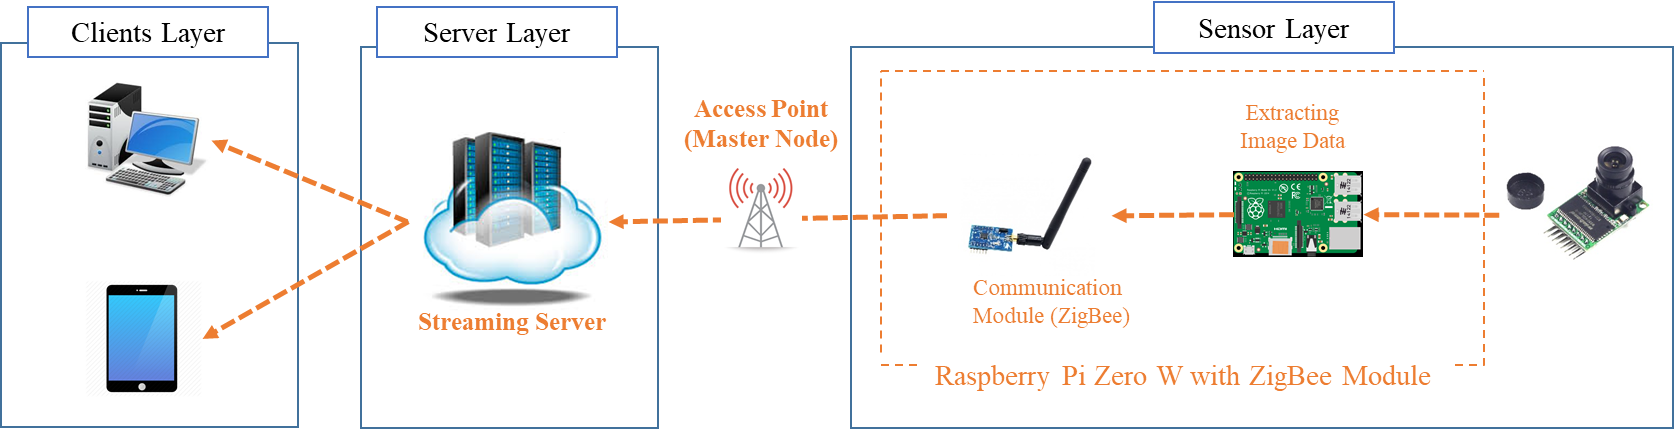 Clients Layer
Server Layer
Sensor Layer
Access Point
(Master Node)
Extracting
Image Data
Streaming Server
Communication
Module (ZigBee)
Raspberry Pi Zero W with ZigBee Module